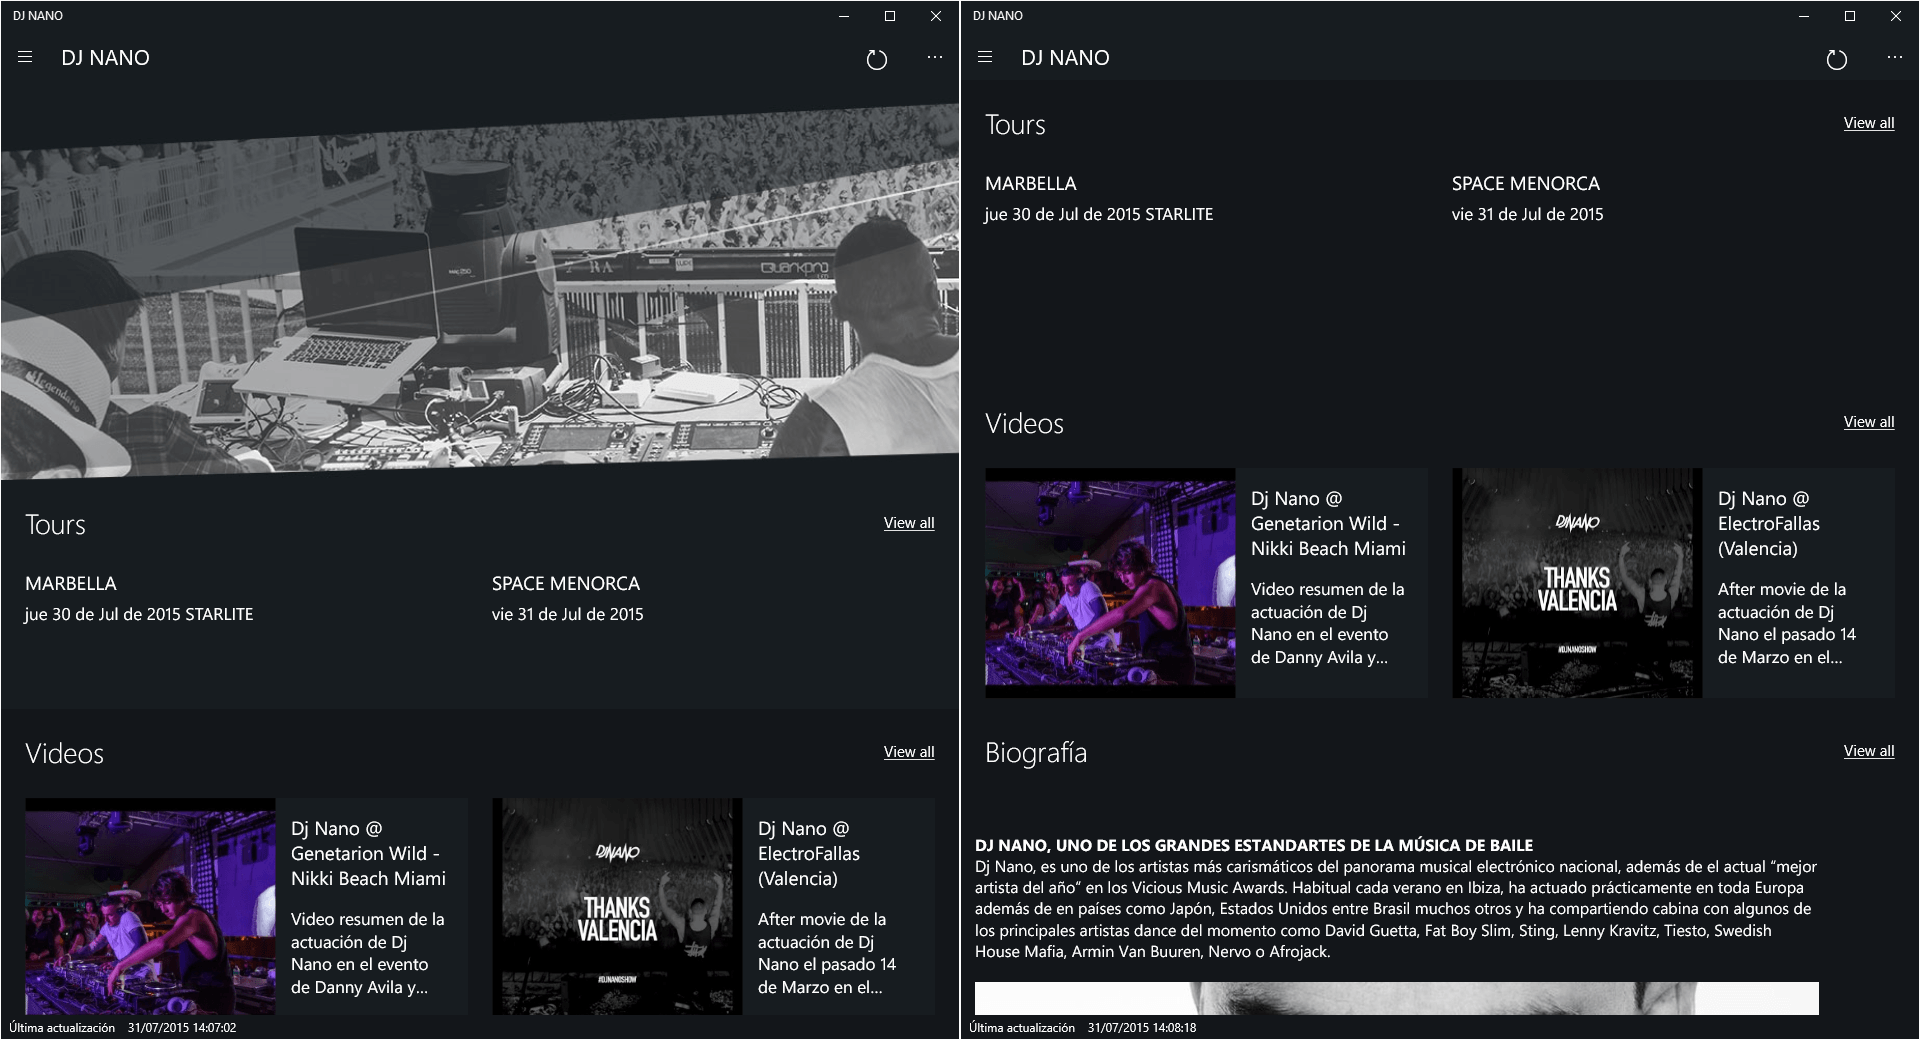 DJ NANO
DJ NANO
Legendario
MAC 250
QuarkPro
Tours
View all
MARBELLA
jue 30 de Jul de 2015 STARLITE
SPACE MENORCA
vie 31 de Jul de 2015
Videos
View all
Dj Nano @
Genetarion Wild -
Nikki Beach Miami
Video resumen de la
actuación de Dj
Nano en el evento
de Danny Avila y...
DJ NANO
THANKS
VALENCIA
#DJNANOSHOW
Dj Nano @
ElectroFallas
(Valencia)
After movie de la
actuación de Dj
Nano el pasado 14
de Marzo en el...
Última actualización 31/07/2015 14:07:02
DJ NANO
DJ NANO
Tours
View all
MARBELLA
jue 30 de Jul de 2015 STARLITE
SPACE MENORCA
vie 31 de Jul de 2015
Videos
View all
Dj Nano @
Genetarion Wild -
Nikki Beach Miami
Video resumen de la
actuación de Dj
Nano en el evento
de Danny Avila y...
DJ NANO
THANKS
VALENCIA
#DJNANOSHOW
Dj Nano @
ElectroFallas
(Valencia)
After movie de la
actuación de Dj
Nano el pasado 14
de Marzo en el...
Biografía
View all
DJ NANO, UNO DE LOS GRANDES ESTANDARTES DE LA MÚSICA DE BAILE
Dj Nano, es uno de los artistas más carismáticos del panorama musical electrónico nacional, además de el actual “mejor
artista del año” en los Vicious Music Awards. Habitual cada verano en Ibiza, ha actuado prácticamente en toda Europa
además de en países como Japón, Estados Unidos entre Brasil muchos otros y ha compartiendo cabina con algunos de
los principales artistas dance del momento como David Guetta, Fat Boy Slim, Sting, Lenny Kravitz, Tiesto, Swedish
House Mafia, Armin Van Buuren, Nervo o Afrojack.
Última actualización 31/07/2015 14:08:18